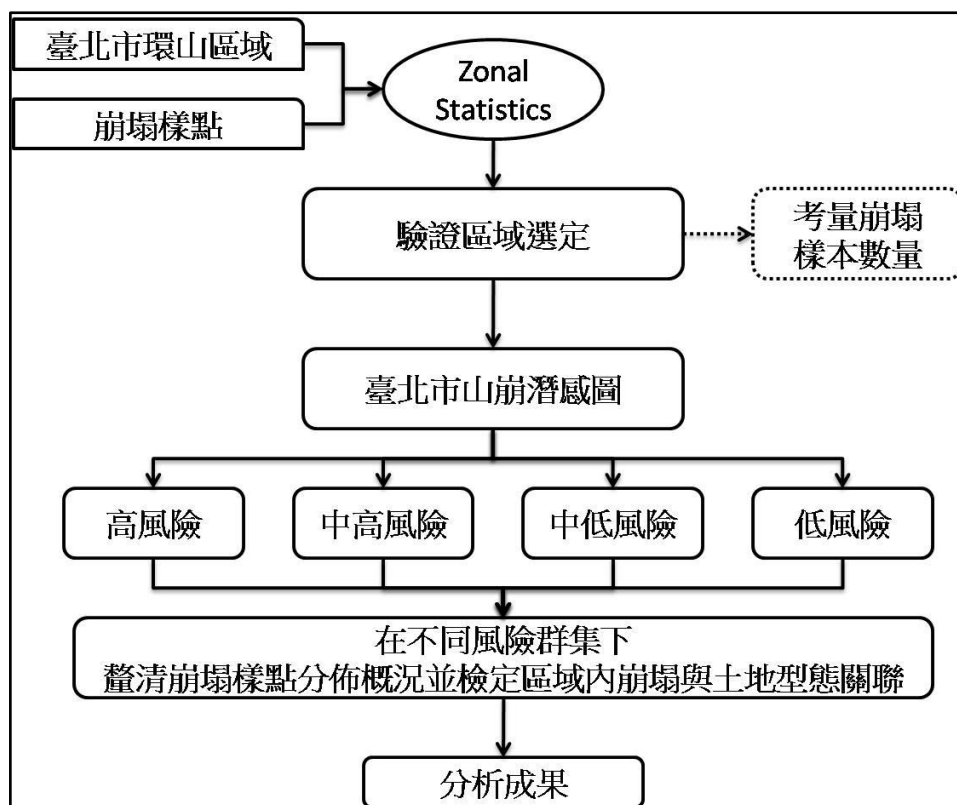 臺北市環山區域
崩塌樣點
Zonal
Statistics
驗證區域選定
考量崩塌
樣本數量
臺北市山崩潛感圖
高風險
中高風險
中低風險
低風險
在不同風險群集下
釐清崩塌樣點分佈概況並檢定區域內崩塌與土地型態關聯
分析成果